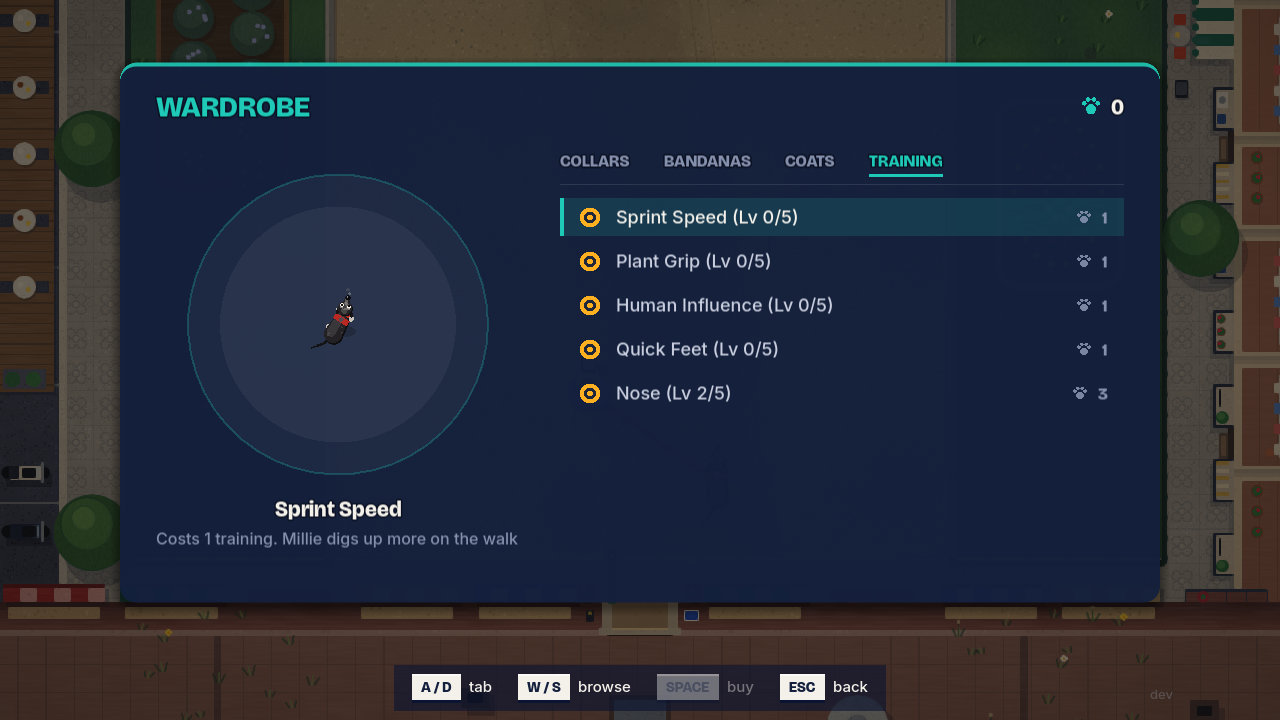 WARDROBE
0
COLLARS BANDANAS COATS TRAINING
Sprint Speed (Lv 0/5) 1
Plant Grip (Lv 0/5) 1
Human Influence (Lv 0/5) 1
Quick Feet (Lv 0/5) 1
Nose (Lv 2/5) 3
Sprint Speed
Costs 1 training. Millie digs up more on the walk
A / D tab W / S browse SPACE buy ESC back
dev